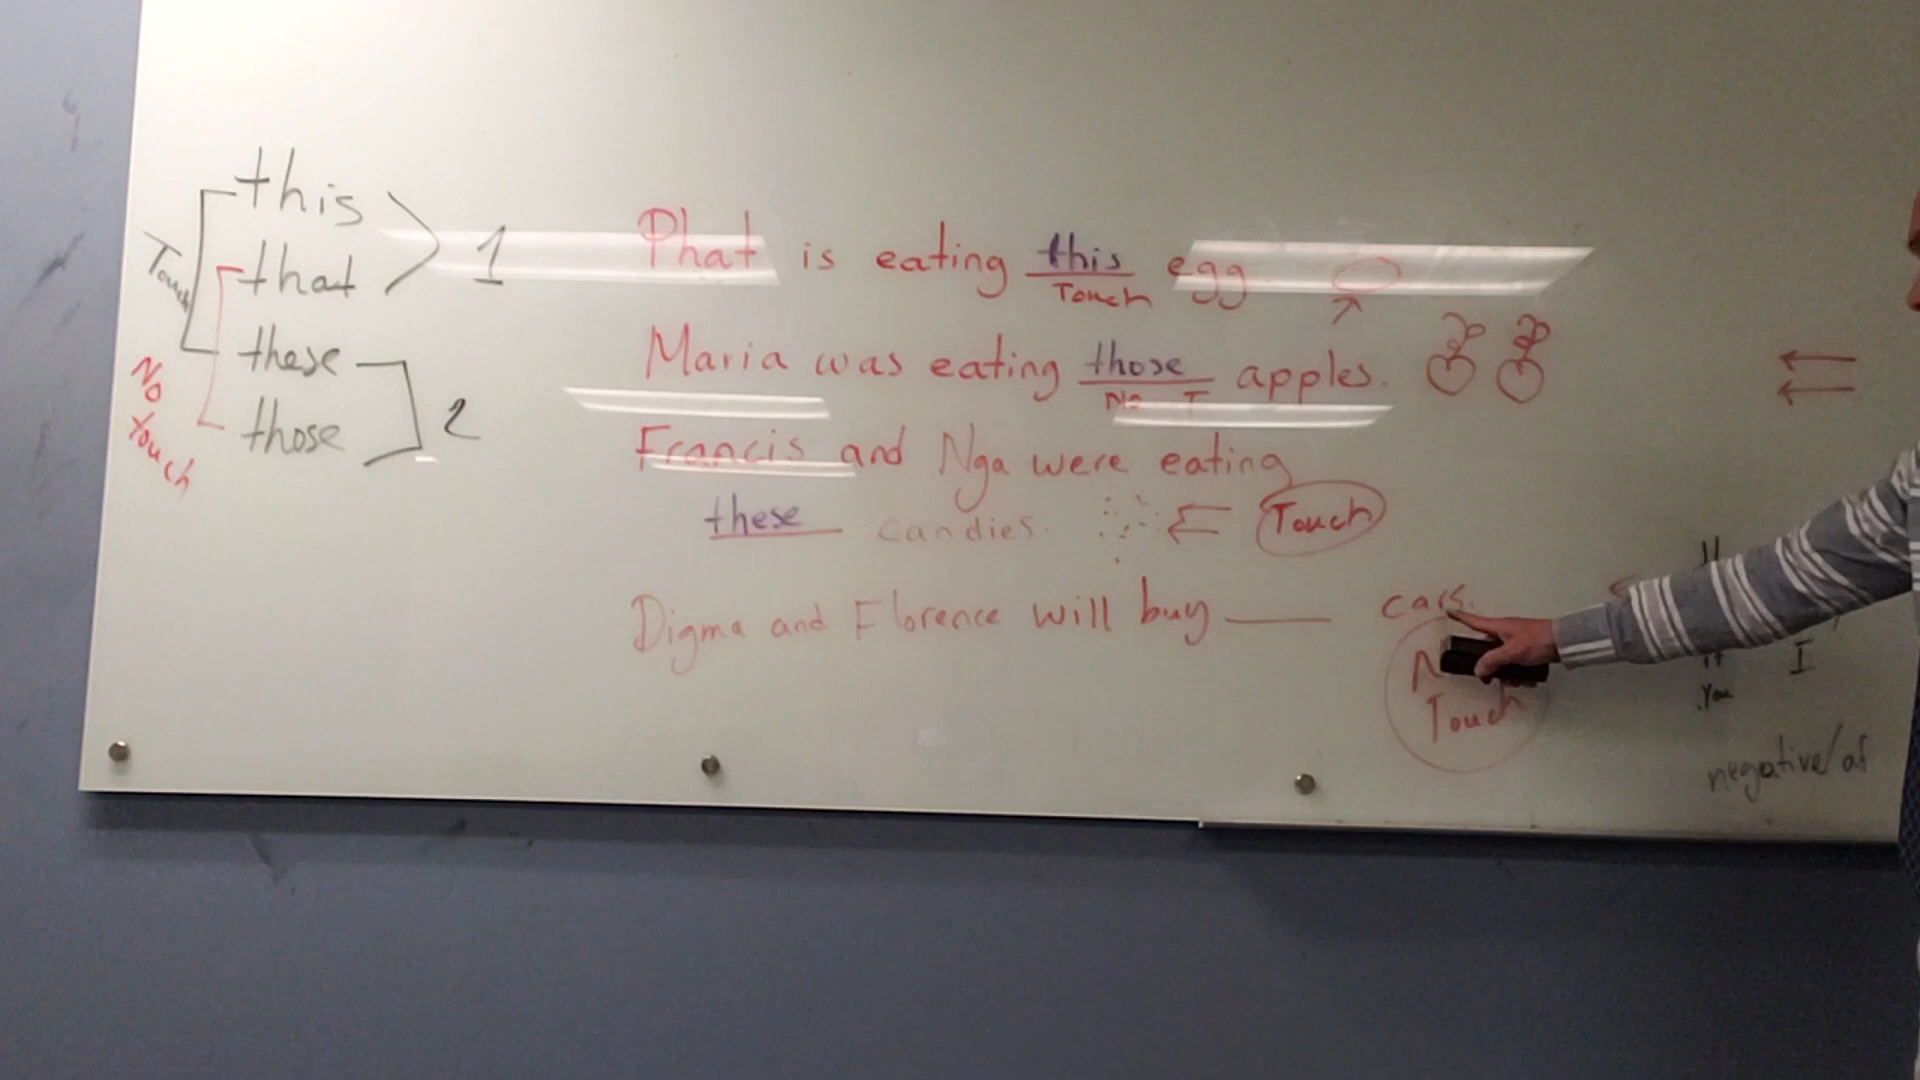 this
that
these
those
1
2
Touch
No
touch
Phat is eating this egg
Touch
Maria was eating those apples.
No T
Francis and Nga were eating
these candies.
Touch
Digma and Florence will buy ____ cars.
Touch
I
You
negative/af